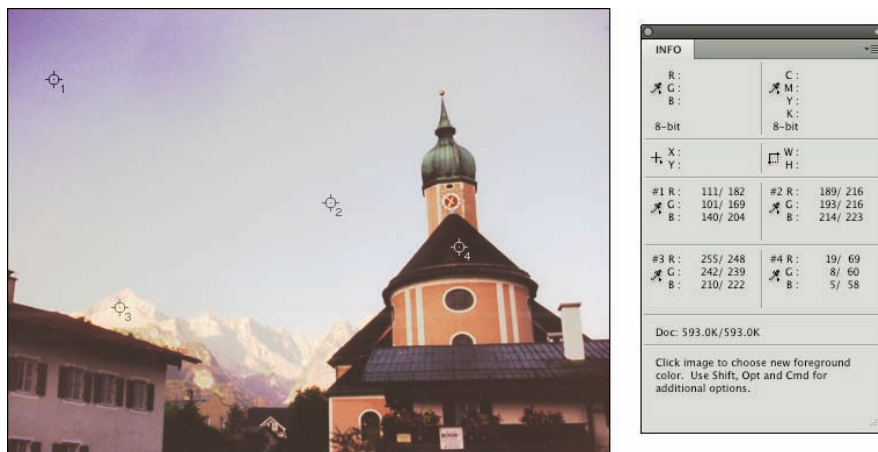 1
2
3
4
BOOK
INFO
R :
G :
B :
8-bit
C :
M :
Y :
K :
8-bit
X :
Y :
W :
H :
#1 R : 111/ 182
G : 101/ 169
B : 140/ 204
#2 R : 189/ 216
G : 193/ 216
B : 214/ 223
#3 R : 255/ 248
G : 242/ 239
B : 210/ 222
#4 R : 19/ 69
G : 8/ 60
B : 5/ 58
Doc: 593.0K/593.0K
Click image to choose new foreground
color. Use Shift, Opt and Cmd for
additional options.